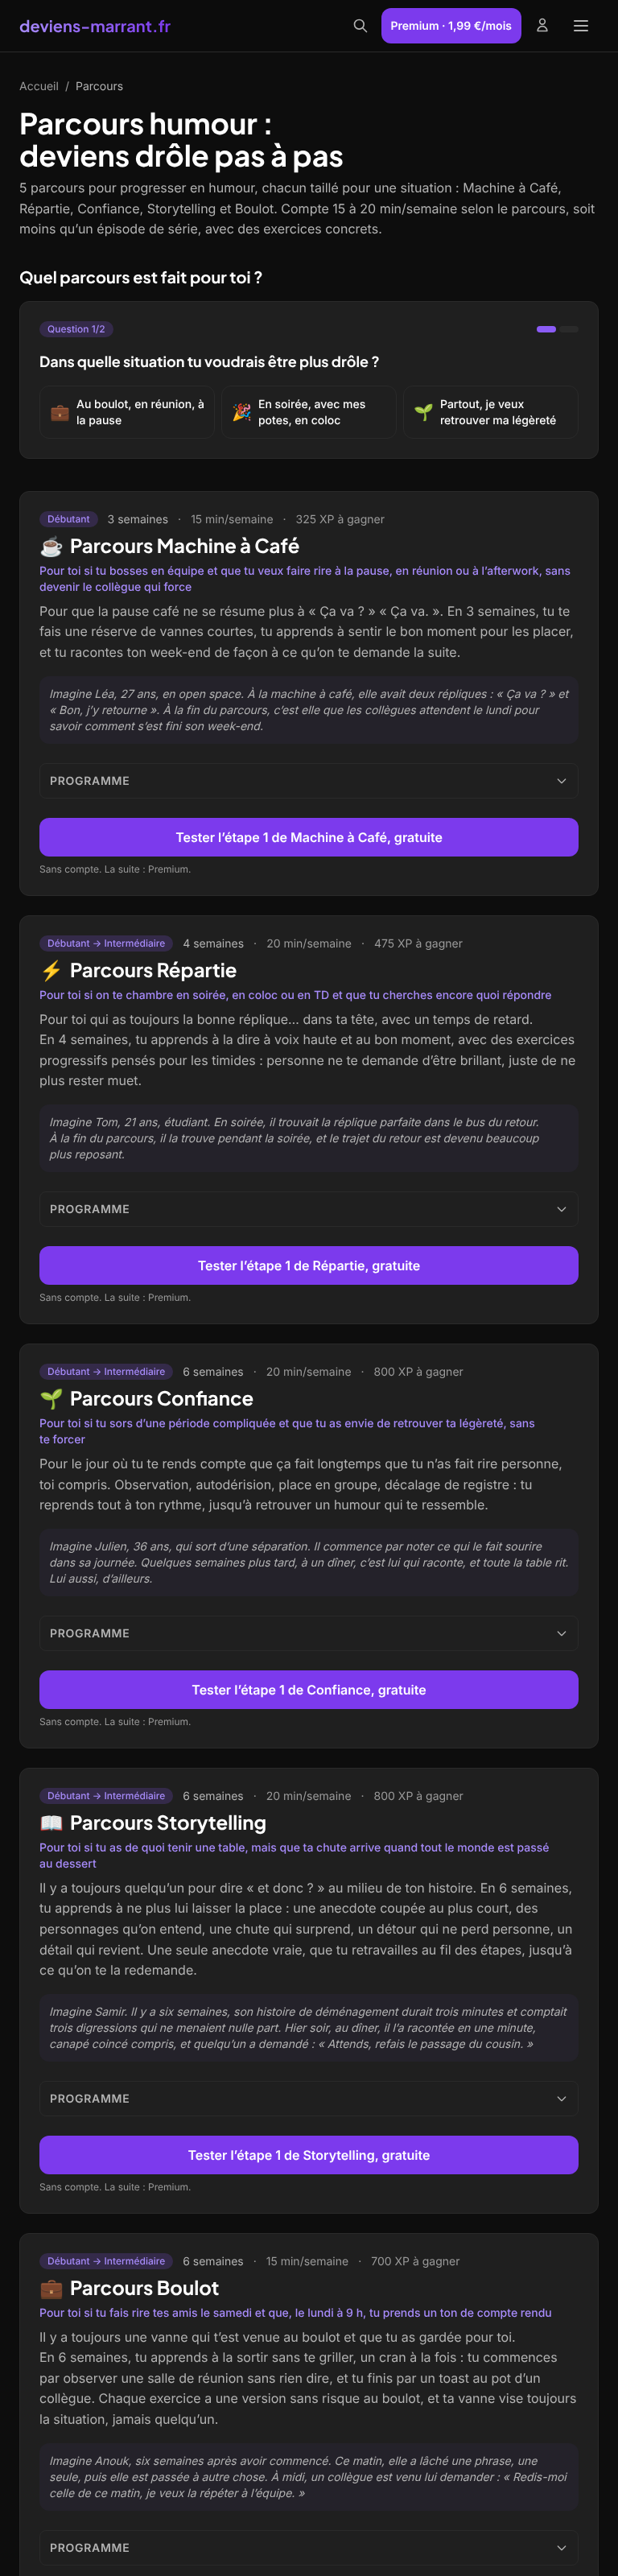 deviens-marrant.fr
Premium · 1,99 €/mois
Accueil / Parcours
Parcours humour :
deviens drôle pas à pas
5 parcours pour progresser en humour, chacun taillé pour une situation : Machine à Café,
Répartie, Confiance, Storytelling et Boulot. Compte 15 à 20 min/semaine selon le parcours, soit
moins qu’un épisode de série, avec des exercices concrets.
Quel parcours est fait pour toi ?
Question 1/2
Dans quelle situation tu voudrais être plus drôle ?
Au boulot, en réunion, à
la pause
En soirée, avec mes
potes, en coloc
Partout, je veux
retrouver ma légèreté
Débutant 3 semaines · 15 min/semaine · 325 XP à gagner
Parcours Machine à Café
Pour toi si tu bosses en équipe et que tu veux faire rire à la pause, en réunion ou à l’afterwork, sans
devenir le collègue qui force
Pour que la pause café ne se résume plus à « Ça va ? » « Ça va. ». En 3 semaines, tu te
fais une réserve de vannes courtes, tu apprends à sentir le bon moment pour les placer,
et tu racontes ton week-end de façon à ce qu’on te demande la suite.
Imagine Léa, 27 ans, en open space. À la machine à café, elle avait deux répliques : « Ça va ? » et
« Bon, j’y retourne ». À la fin du parcours, c’est elle que les collègues attendent le lundi pour
savoir comment s’est fini son week-end.
PROGRAMME
Tester l’étape 1 de Machine à Café, gratuite
Sans compte. La suite : Premium.
Débutant → Intermédiaire 4 semaines · 20 min/semaine · 475 XP à gagner
Parcours Répartie
Pour toi si on te chambre en soirée, en coloc ou en TD et que tu cherches encore quoi répondre
Pour toi qui as toujours la bonne réplique… dans ta tête, avec un temps de retard.
En 4 semaines, tu apprends à la dire à voix haute et au bon moment, avec des exercices
progressifs pensés pour les timides : personne ne te demande d’être brillant, juste de ne
plus rester muet.
Imagine Tom, 21 ans, étudiant. En soirée, il trouvait la réplique parfaite dans le bus du retour.
À la fin du parcours, il la trouve pendant la soirée, et le trajet du retour est devenu beaucoup
plus reposant.
PROGRAMME
Tester l’étape 1 de Répartie, gratuite
Sans compte. La suite : Premium.
Débutant → Intermédiaire 6 semaines · 20 min/semaine · 800 XP à gagner
Parcours Confiance
Pour toi si tu sors d’une période compliquée et que tu as envie de retrouver ta légèreté, sans
te forcer
Pour le jour où tu te rends compte que ça fait longtemps que tu n’as fait rire personne,
toi compris. Observation, autodérision, place en groupe, décalage de registre : tu
reprends tout à ton rythme, jusqu’à retrouver un humour qui te ressemble.
Imagine Julien, 36 ans, qui sort d’une séparation. Il commence par noter ce qui le fait sourire
dans sa journée. Quelques semaines plus tard, à un dîner, c’est lui qui raconte, et toute la table rit.
Lui aussi, d’ailleurs.
PROGRAMME
Tester l’étape 1 de Confiance, gratuite
Sans compte. La suite : Premium.
Débutant → Intermédiaire 6 semaines · 20 min/semaine · 800 XP à gagner
Parcours Storytelling
Pour toi si tu as de quoi tenir une table, mais que ta chute arrive quand tout le monde est passé
au dessert
Il y a toujours quelqu’un pour dire « et donc ? » au milieu de ton histoire. En 6 semaines,
tu apprends à ne plus lui laisser la place : une anecdote coupée au plus court, des
personnages qu’on entend, une chute qui surprend, un détour qui ne perd personne, un
détail qui revient. Une seule anecdote vraie, que tu retravailles au fil des étapes, jusqu’à
ce qu’on te la redemande.
Imagine Samir. Il y a six semaines, son histoire de déménagement durait trois minutes et comptait
trois digressions qui ne menaient nulle part. Hier soir, au dîner, il l’a racontée en une minute,
canapé coincé compris, et quelqu’un a demandé : « Attends, refais le passage du cousin. »
PROGRAMME
Tester l’étape 1 de Storytelling, gratuite
Sans compte. La suite : Premium.
Débutant → Intermédiaire 6 semaines · 15 min/semaine · 700 XP à gagner
Parcours Boulot
Pour toi si tu fais rire tes amis le samedi et que, le lundi à 9 h, tu prends un ton de compte rendu
Il y a toujours une vanne qui t’est venue au boulot et que tu as gardée pour toi.
En 6 semaines, tu apprends à la sortir sans te griller, un cran à la fois : tu commences
par observer une salle de réunion sans rien dire, et tu finis par un toast au pot d’un
collègue. Chaque exercice a une version sans risque au boulot, et ta vanne vise toujours
la situation, jamais quelqu’un.
Imagine Anouk, six semaines après avoir commencé. Ce matin, elle a lâché une phrase, une
seule, puis elle est passée à autre chose. À midi, un collègue est venu lui demander : « Redis-moi
celle de ce matin, je veux la répéter à l’équipe. »
PROGRAMME